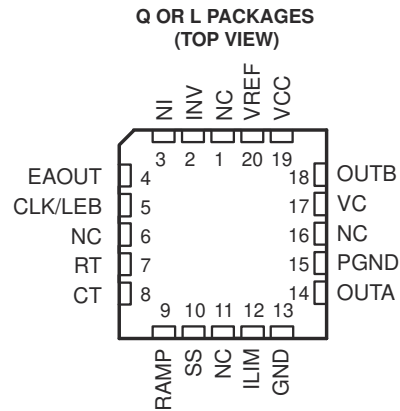 Q OR L PACKAGES
(TOP VIEW)
NI
INV
NC
VREF
VCC
3 2 1 20 19
EAOUT 4
CLK/LEB 5
NC 6
RT 7
CT 8
18 OUTB
17 VC
16 NC
15 PGND
14 OUTA
9 10 11 12 13
RAMP
SS
NC
ILIM
GND